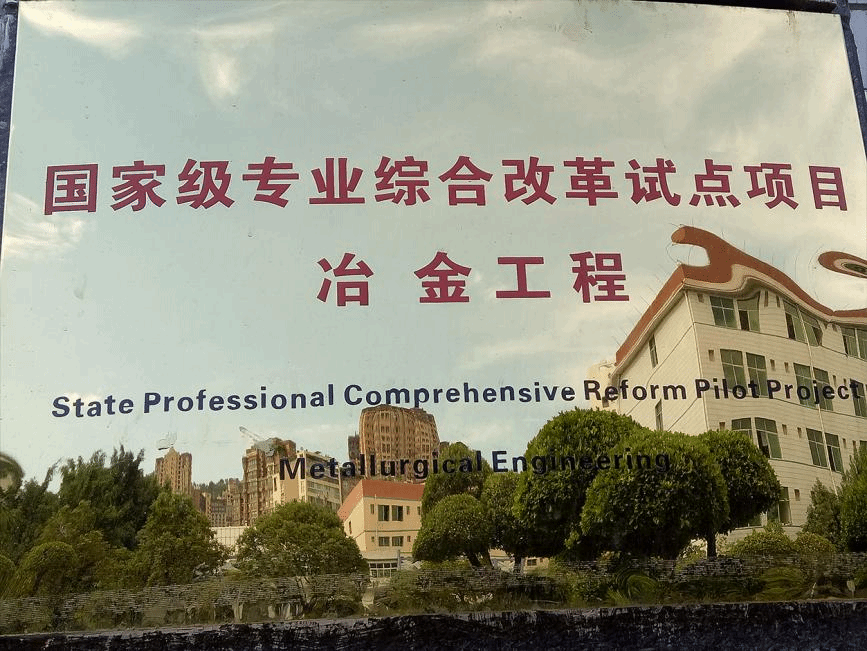 国家级专业综合改革试点项目
冶金工程
State Professional Comprehensive Reform Pilot Project
Metallurgical Engineering